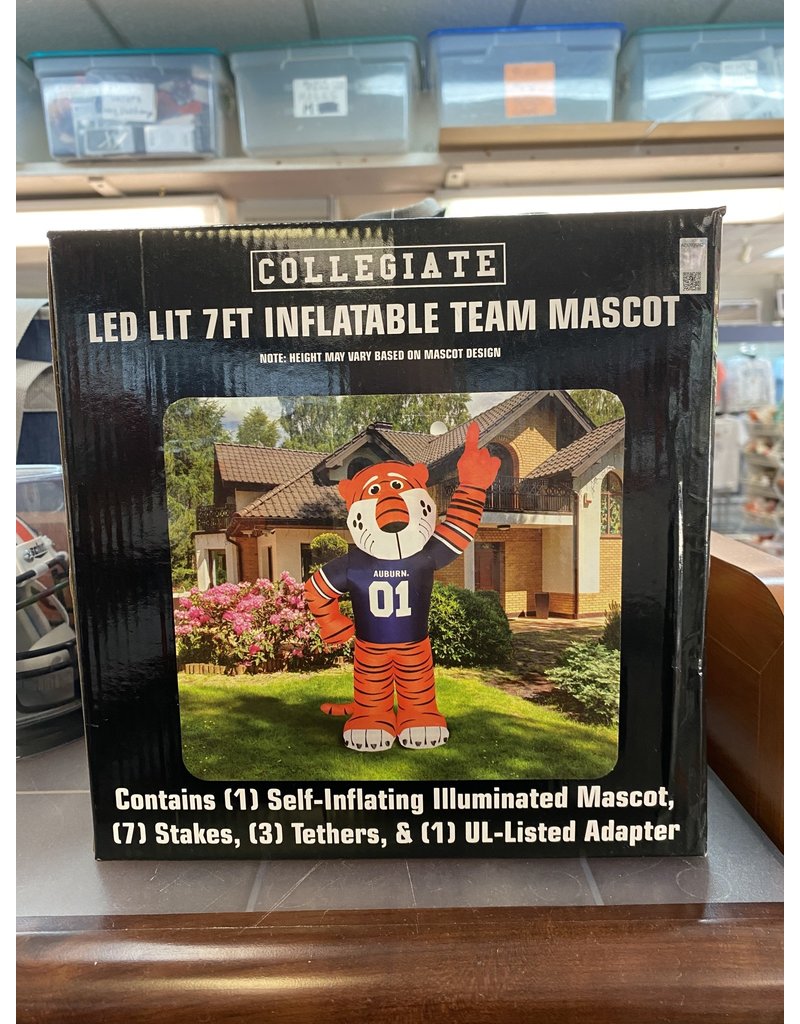 COLLEGIATE
LED LIT 7FT INFLATABLE TEAM MASCOT
NOTE: HEIGHT MAY VARY BASED ON MASCOT DESIGN
AUBURN.
01
Contains (1) Self-Inflating Illuminated Mascot,
(7) Stakes, (3) Tethers, & (1) UL-Listed Adapter